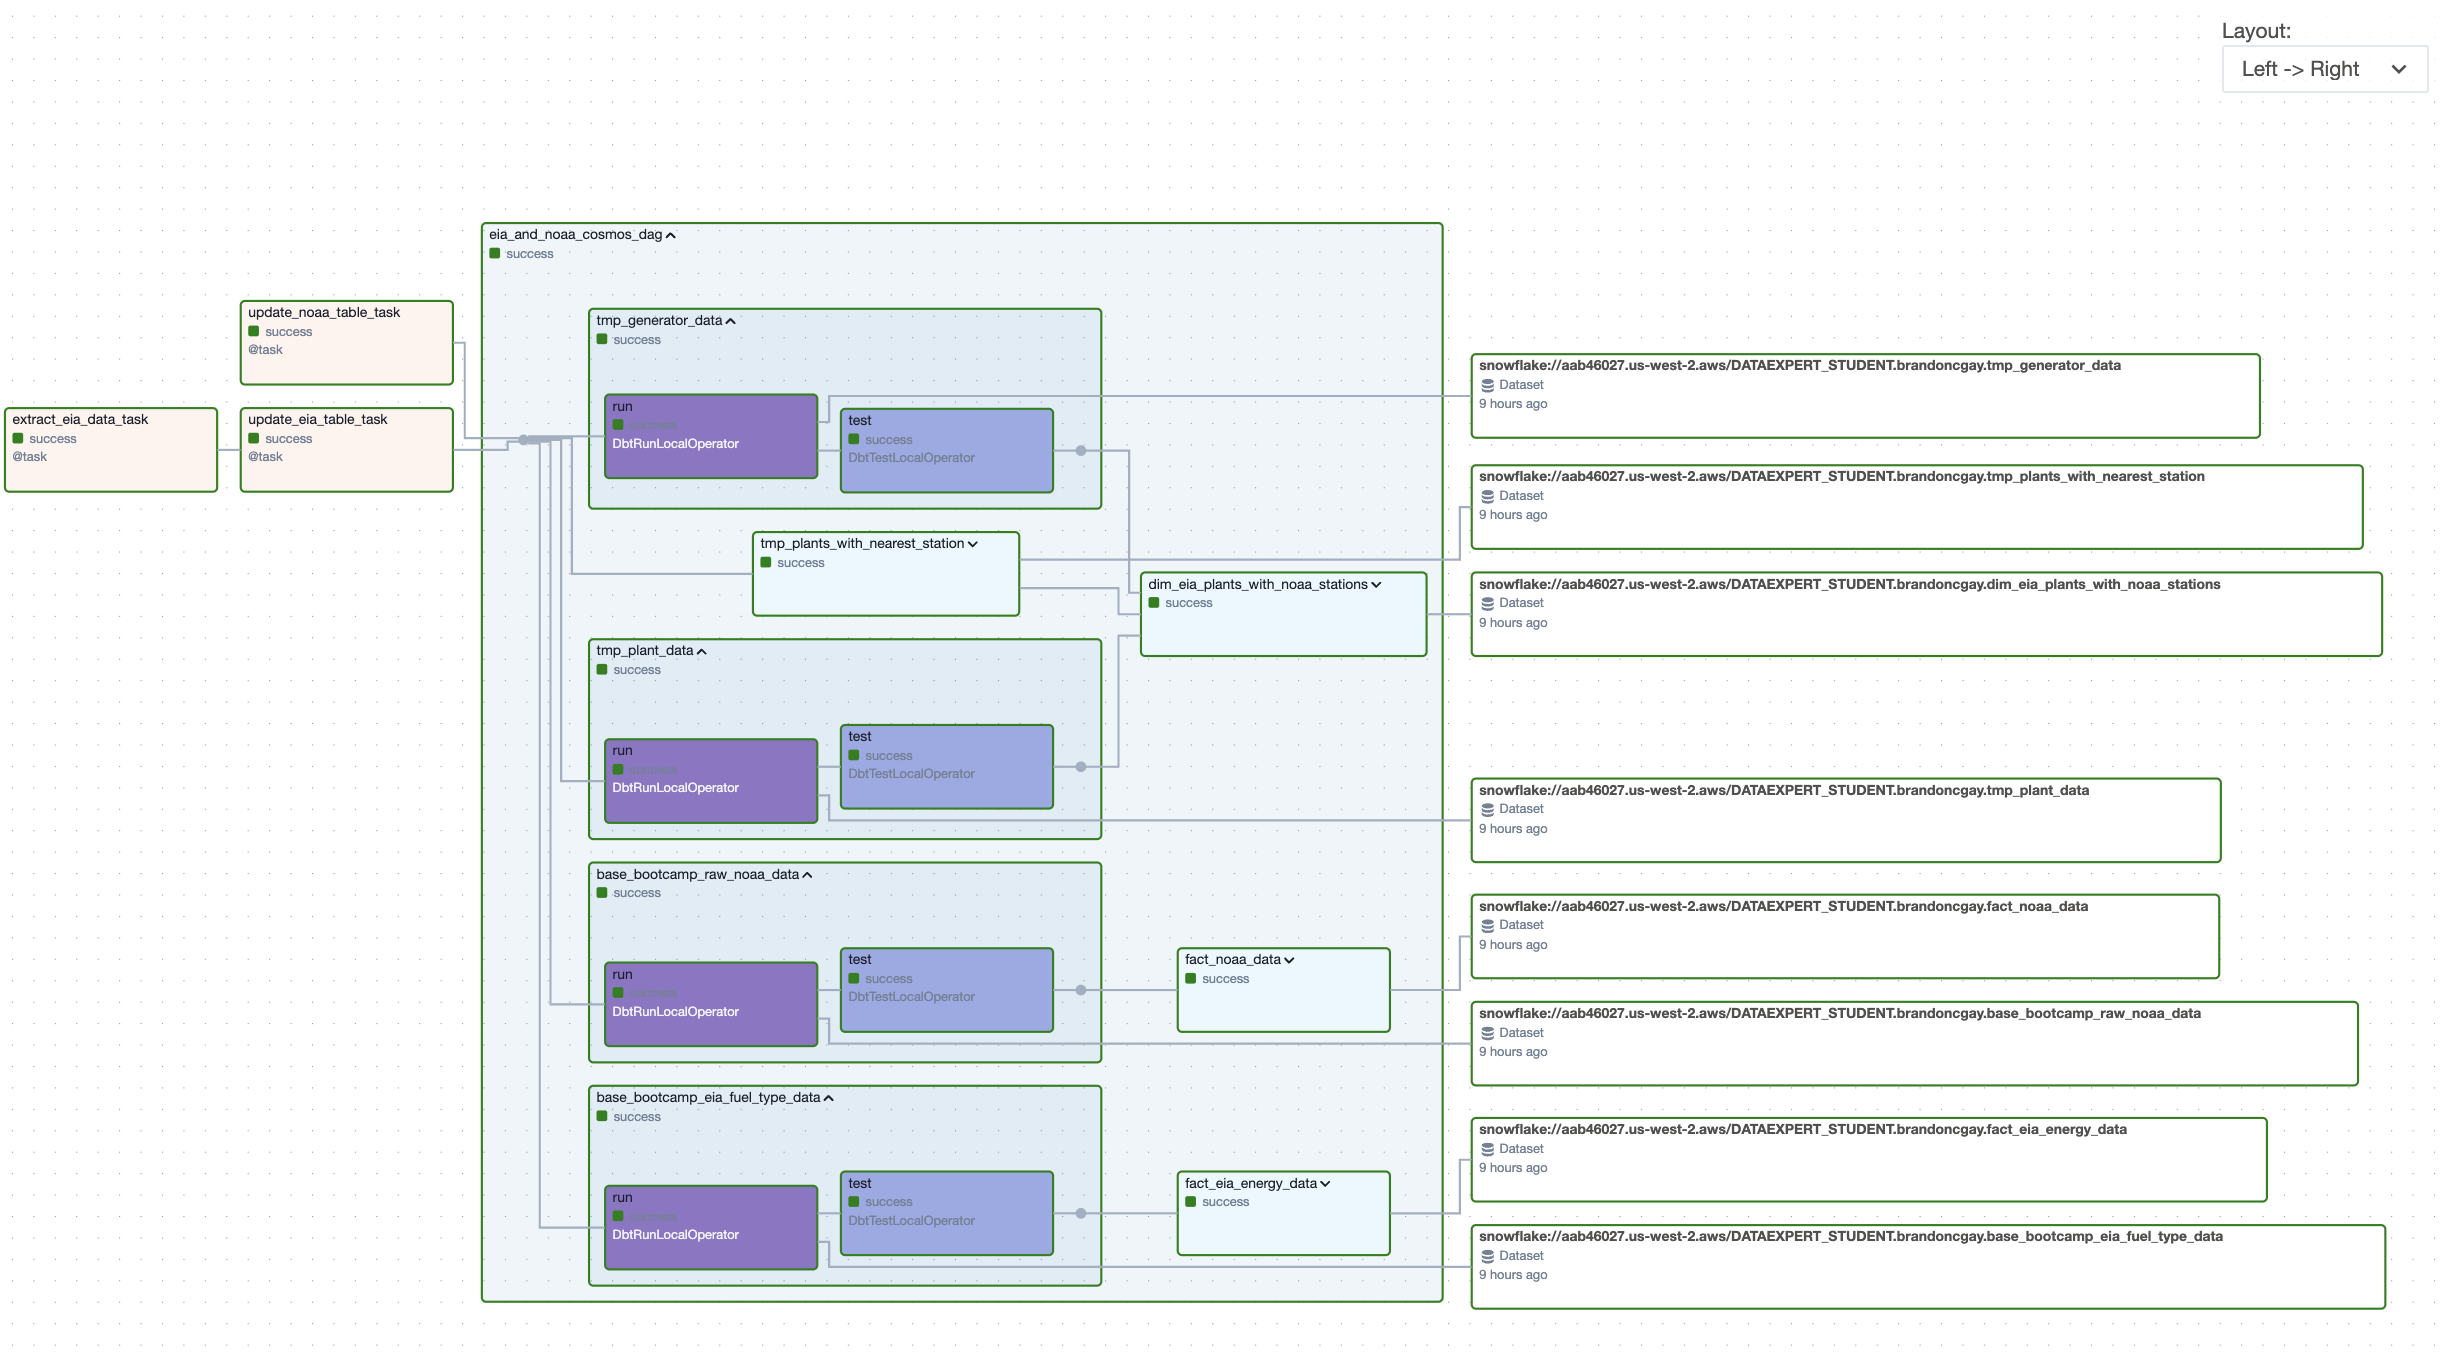 Layout:
Left -> Right
eia_and_noaa_cosmos_dag
success
update_noaa_table_task
success
@task
extract_eia_data_task
success
@task
update_eia_table_task
success
@task
tmp_generator_data
success
run
success
DbtRunLocalOperator
test
success
DbtTestLocalOperator
tmp_plants_with_nearest_station
success
dim_eia_plants_with_noaa_stations
success
tmp_plant_data
success
run
success
DbtRunLocalOperator
test
success
DbtTestLocalOperator
base_bootcamp_raw_noaa_data
success
run
success
DbtRunLocalOperator
test
success
DbtTestLocalOperator
fact_noaa_data
success
base_bootcamp_eia_fuel_type_data
success
run
success
DbtRunLocalOperator
test
success
DbtTestLocalOperator
fact_eia_energy_data
success
snowflake://aab46027.us-west-2.aws/DATAEXPERT_STUDENT.brandoncgay.tmp_generator_data
Dataset
9 hours ago
snowflake://aab46027.us-west-2.aws/DATAEXPERT_STUDENT.brandoncgay.tmp_plants_with_nearest_station
Dataset
9 hours ago
snowflake://aab46027.us-west-2.aws/DATAEXPERT_STUDENT.brandoncgay.dim_eia_plants_with_noaa_stations
Dataset
9 hours ago
snowflake://aab46027.us-west-2.aws/DATAEXPERT_STUDENT.brandoncgay.tmp_plant_data
Dataset
9 hours ago
snowflake://aab46027.us-west-2.aws/DATAEXPERT_STUDENT.brandoncgay.fact_noaa_data
Dataset
9 hours ago
snowflake://aab46027.us-west-2.aws/DATAEXPERT_STUDENT.brandoncgay.base_bootcamp_raw_noaa_data
Dataset
9 hours ago
snowflake://aab46027.us-west-2.aws/DATAEXPERT_STUDENT.brandoncgay.fact_eia_energy_data
Dataset
9 hours ago
snowflake://aab46027.us-west-2.aws/DATAEXPERT_STUDENT.brandoncgay.base_bootcamp_eia_fuel_type_data
Dataset
9 hours ago